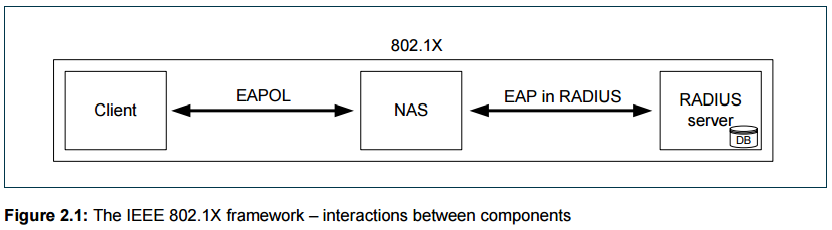 802.1X
Client
EAPOL
NAS
EAP in RADIUS
RADIUS
server
DB
Figure 2.1: The IEEE 802.1X framework – interactions between components